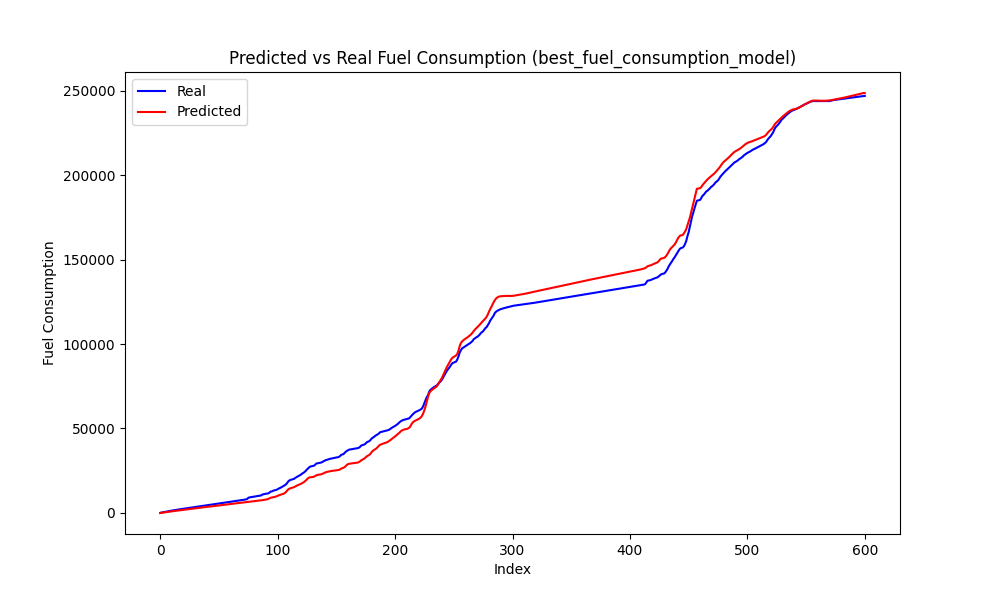 Predicted vs Real Fuel Consumption (best_fuel_consumption_model)
Real
Predicted
250000
200000
150000
100000
50000
0
Fuel Consumption
0 100 200 300 400 500 600
Index